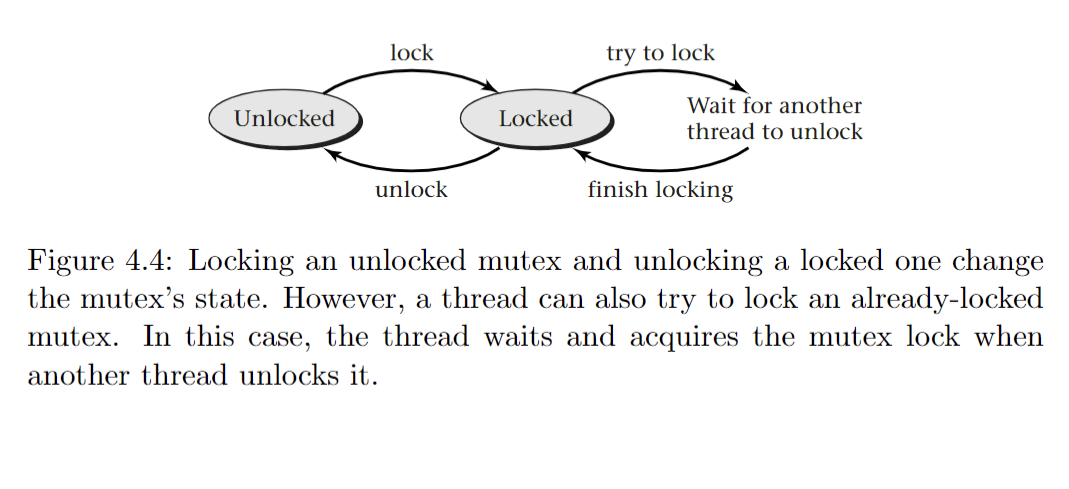 lock
try to lock
Unlocked
Locked
Wait for another
thread to unlock
unlock
finish locking
Figure 4.4: Locking an unlocked mutex and unlocking a locked one change
the mutex’s state. However, a thread can also try to lock an already-locked
mutex. In this case, the thread waits and acquires the mutex lock when
another thread unlocks it.